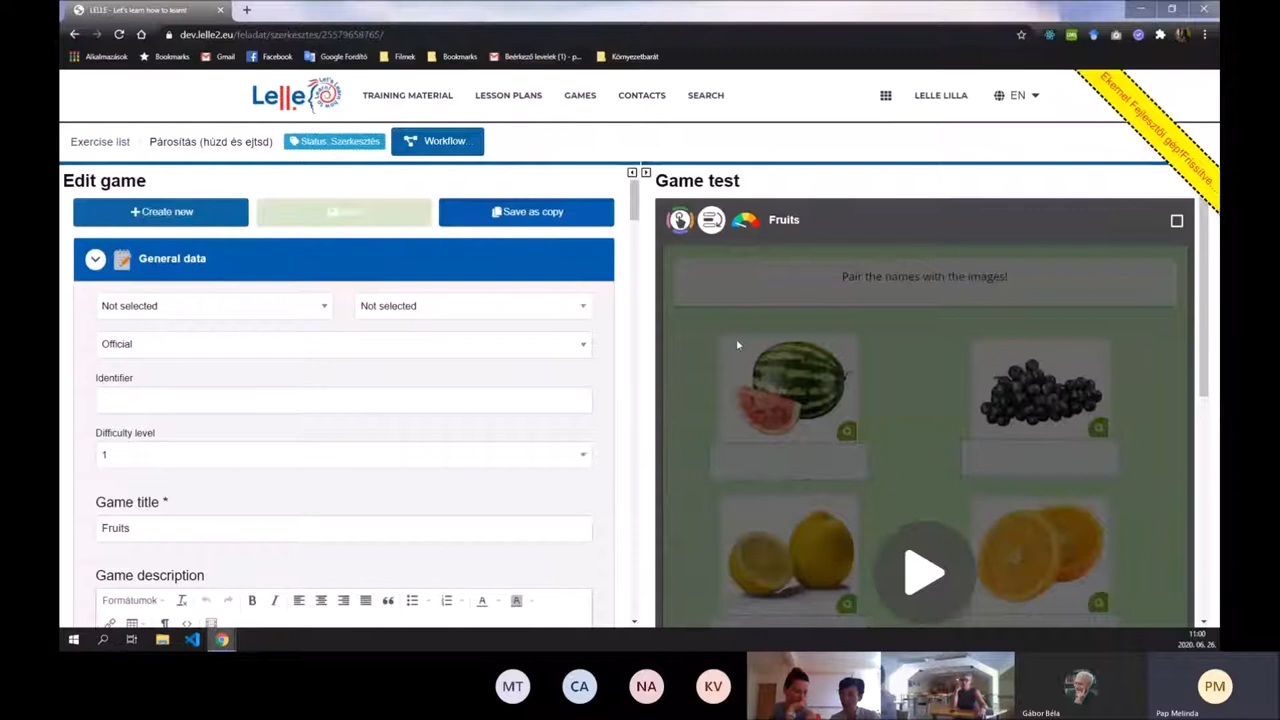 LELLE - Let's learn how to learn!
dev.lelle2.eu/feladat/szerkesztes/25579658765/
Alkalmazások Bookmarks Gmail Facebook Google Fordító Filmek Bookmarks Beérkező levelek (1) - p... Környezetbarát
Lelle TRAINING MATERIAL LESSON PLANS GAMES CONTACTS SEARCH LELLE LILLA EN
Exercise list Párosítás (húzd és ejtsd) Status: Szerkesztés Workflow...
Edit game
Create new
Save as copy
General data
Not selected Not selected
Official
Identifier
Difficulty level
1
Game title *
Fruits
Game description
Formátumok
Game test
Fruits
Pair the names with the images!
11:00
2020. 06. 26.
MT CA NA KV PM
Gábor Béla Pap Melinda